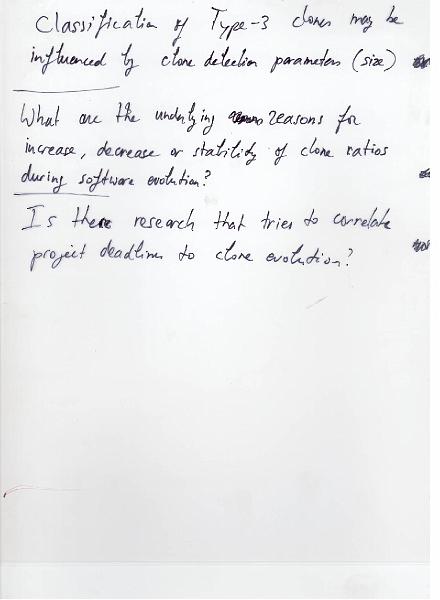 Classification of Type-3 clones may be
influenced by clone detection parameters (size)
What are the underlying reasons for
increase, decrease or stability of clone ratios
during software evolution?
Is there research that tries to correlate
project deadlines to clone evolution?